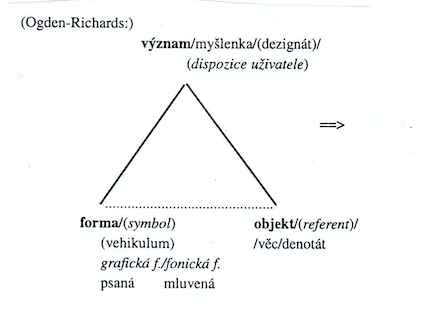 (Ogden-Richards:)
význam/myšlenka/(dezignát)/
(dispozice uživatele)
==>
forma/(symbol)
objekt/(referent)/
(vehikulum)
/věc/denotát
grafická f./fonická f.
psaná mluvená